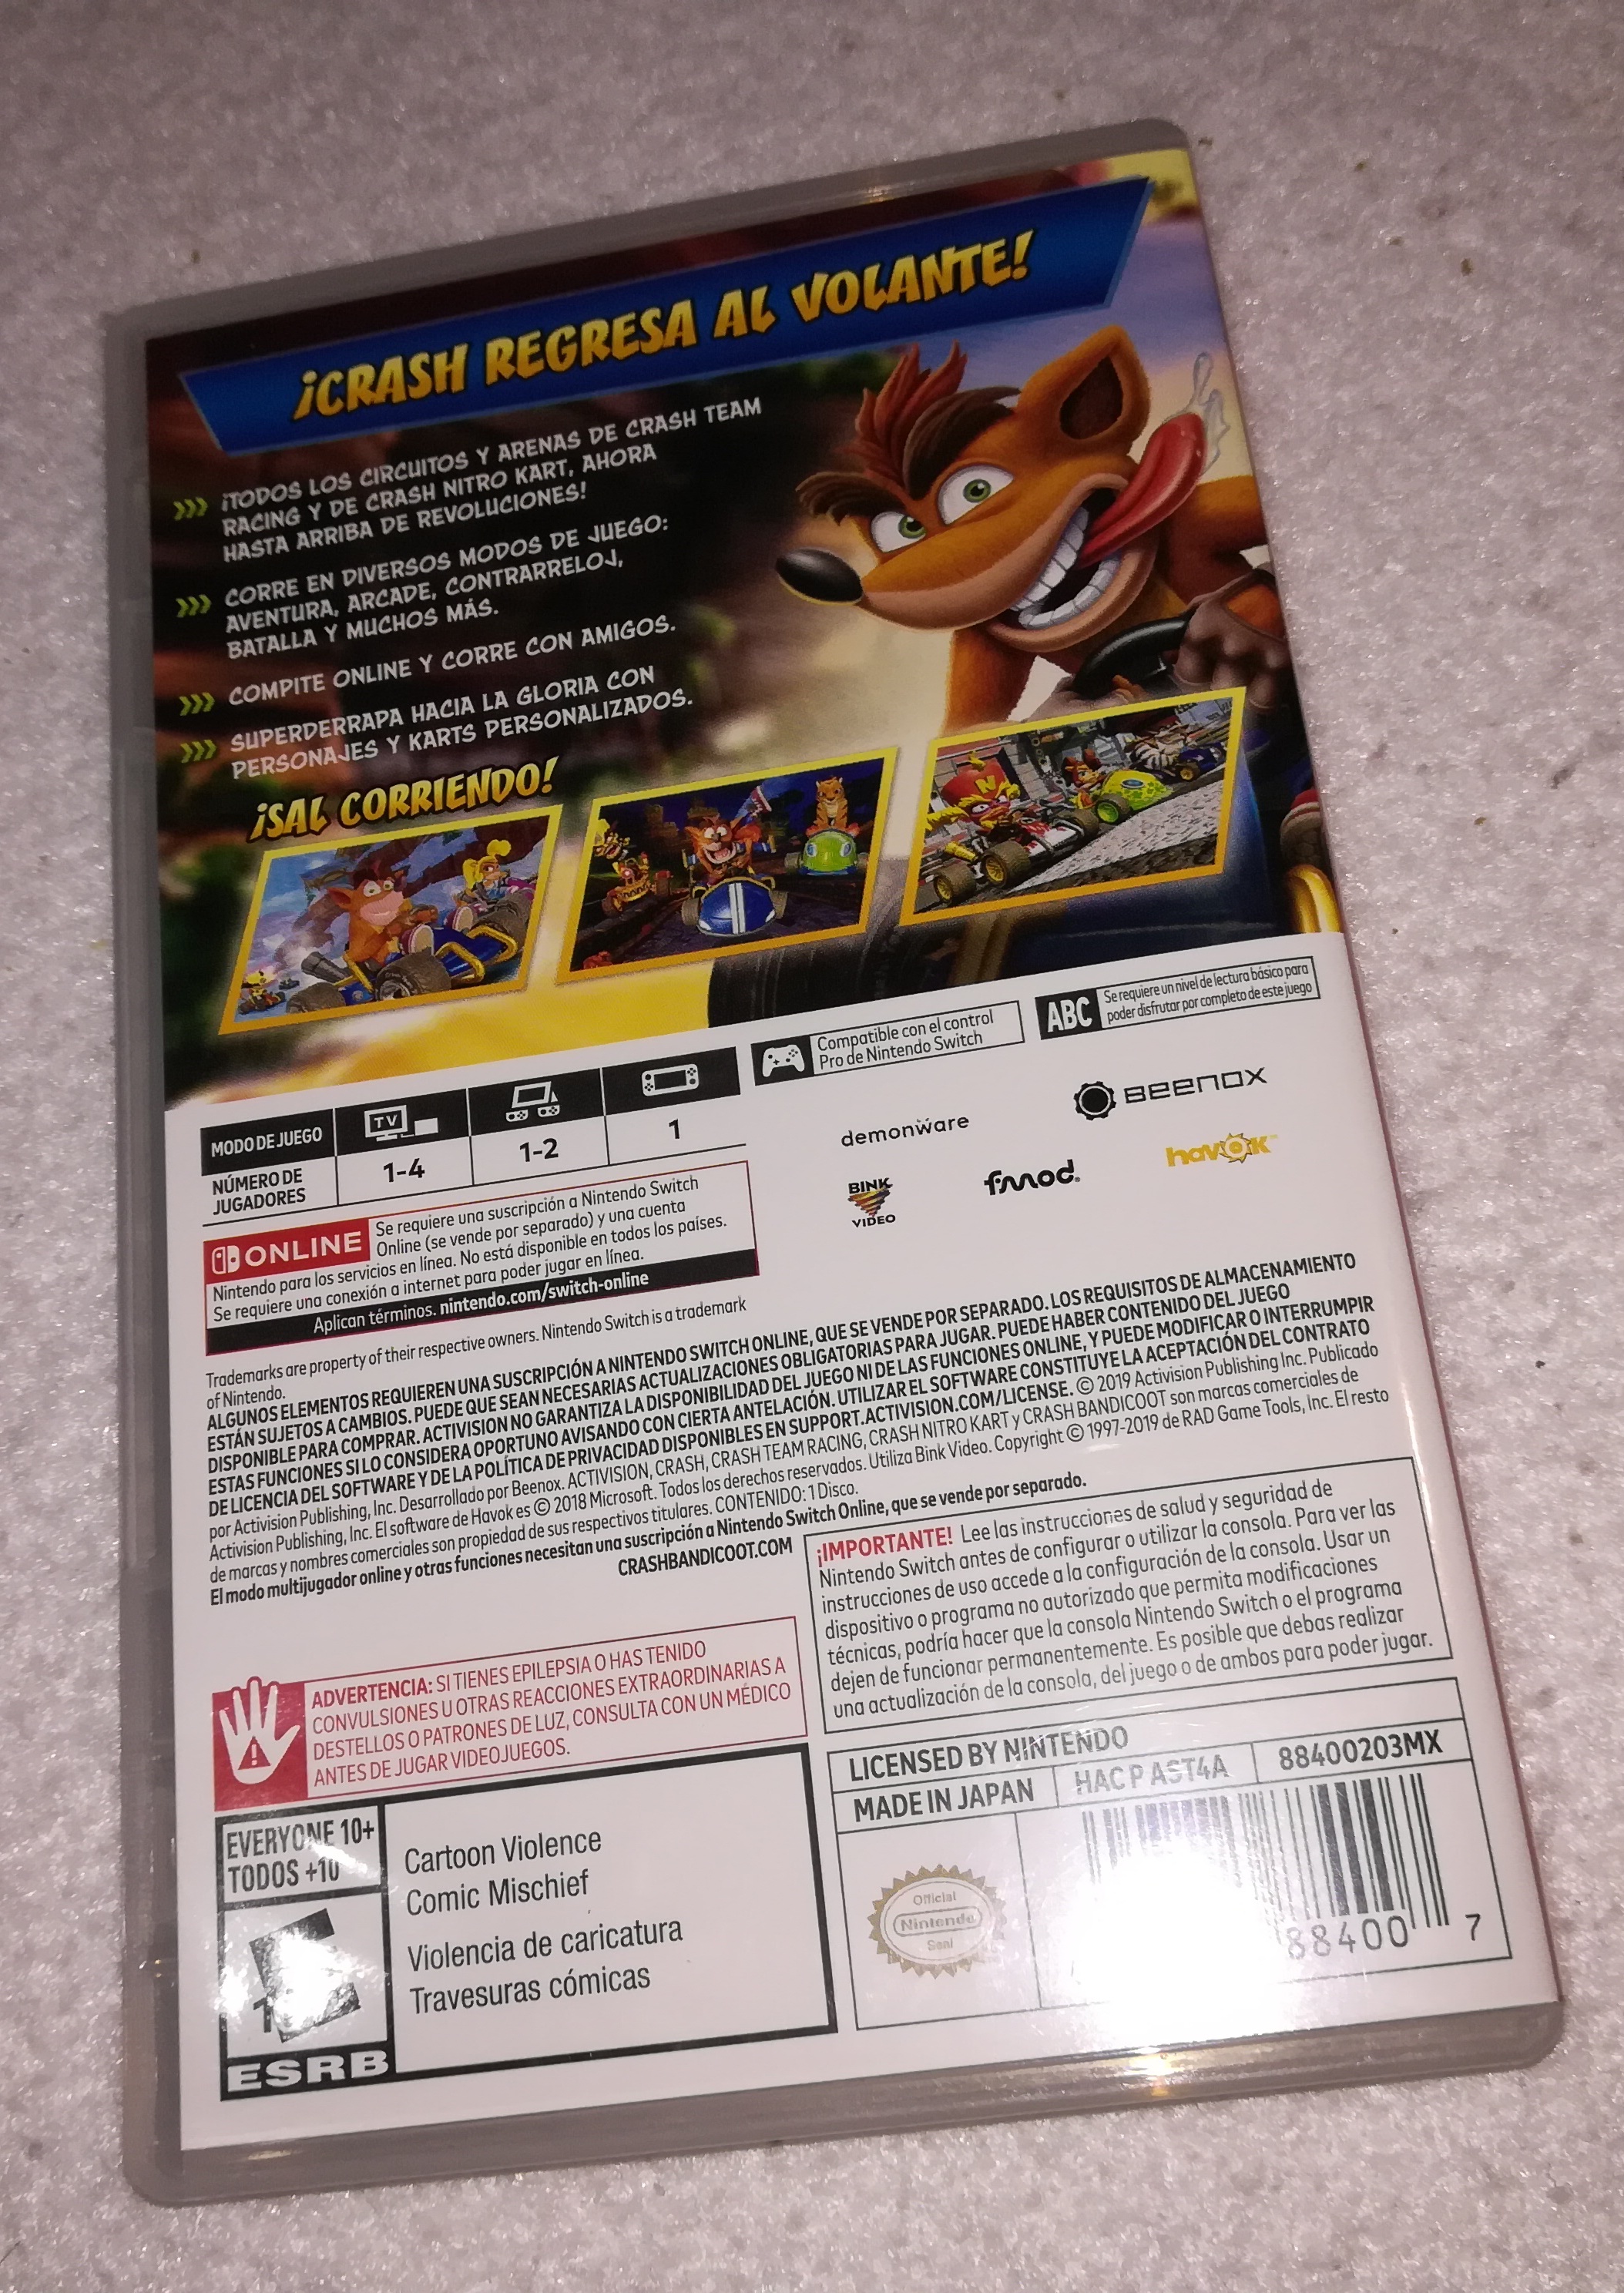 ¡CRASH REGRESA AL VOLANTE!
¡TODOS LOS CIRCUITOS Y ARENAS DE CRASH TEAM
RACING Y DE CRASH NITRO KART, AHORA
HASTA ARRIBA DE REVOLUCIONES!
CORRE EN DIVERSOS MODOS DE JUEGO:
AVENTURA, ARCADE, CONTRARRELOJ,
BATALLA Y MUCHOS MÁS.
COMPITE ONLINE Y CORRE CON AMIGOS.
SUPERDERRAPA HACIA LA GLORIA CON
PERSONAJES Y KARTS PERSONALIZADOS.
¡SAL CORRIENDO!
N
MODO DE JUEGO
TV
NÚMERO DE
JUGADORES
1-4
1-2
1
Compatible con el control
Pro de Nintendo Switch
ABC
Se requiere un nivel de lectura básico para
poder disfrutar por completo de este juego
demonware
BEENOX
BINK
VIDEO
fmod.
havok™
ONLINE
Se requiere una suscripción a Nintendo Switch
Online (se vende por separado) y una cuenta
Nintendo para los servicios en línea. No está disponible en todos los países.
Se requiere una conexión a internet para poder jugar en línea.
Aplican términos. nintendo.com/switch-online
Trademarks are property of their respective owners. Nintendo Switch is a trademark
of Nintendo.
ALGUNOS ELEMENTOS REQUIEREN UNA SUSCRIPCIÓN A NINTENDO SWITCH ONLINE, QUE SE VENDE POR SEPARADO. LOS REQUISITOS DE ALMACENAMIENTO
ESTÁN SUJETOS A CAMBIOS. PUEDE QUE SEAN NECESARIAS ACTUALIZACIONES OBLIGATORIAS PARA JUGAR. PUEDE HABER CONTENIDO DEL JUEGO
DISPONIBLE PARA COMPRAR. ACTIVISION NO GARANTIZA LA DISPONIBILIDAD DEL JUEGO NI DE LAS FUNCIONES ONLINE, Y PUEDE MODIFICAR O INTERRUMPIR
ESTAS FUNCIONES SI LO CONSIDERA OPORTUNO AVISANDO CON CIERTA ANTELACIÓN. UTILIZAR EL SOFTWARE CONSTITUYE LA ACEPTACIÓN DEL CONTRATO
DE LICENCIA DEL SOFTWARE Y DE LA POLÍTICA DE PRIVACIDAD DISPONIBLES EN SUPPORT.ACTIVISION.COM/LICENSE. © 2019 Activision Publishing Inc. Publicado
por Activision Publishing, Inc. Desarrollado por Beenox. ACTIVISION, CRASH, CRASH TEAM RACING, CRASH NITRO KART y CRASH BANDICOOT son marcas comerciales de
Activision Publishing, Inc. El software de Havok es © 2018 Microsoft. Todos los derechos reservados. Utiliza Bink Video. Copyright © 1997-2019 de RAD Game Tools, Inc. El resto
de marcas y nombres comerciales son propiedad de sus respectivos titulares. CONTENIDO: 1 Disco.
El modo multijugador online y otras funciones necesitan una suscripción a Nintendo Switch Online, que se vende por separado.
CRASHBANDICOOT.COM
¡IMPORTANTE! Lee las instrucciones de salud y seguridad de
Nintendo Switch antes de configurar o utilizar la consola. Para ver las
instrucciones de uso accede a la configuración de la consola. Usar un
dispositivo o programa no autorizado que permita modificaciones
técnicas, podría hacer que la consola Nintendo Switch o el programa
dejen de funcionar permanentemente. Es posible que debas realizar
una actualización de la consola, del juego o de ambos para poder jugar.
ADVERTENCIA: SI TIENES EPILEPSIA O HAS TENIDO
CONVULSIONES U OTRAS REACCIONES EXTRAORDINARIAS A
DESTELLOS O PATRONES DE LUZ, CONSULTA CON UN MÉDICO
ANTES DE JUGAR VIDEOJUEGOS.
LICENSED BY NINTENDO
MADE IN JAPAN
HAC P AST4A
88400203MX
EVERYONE 10+
TODOS +10
Cartoon Violence
Comic Mischief
Violencia de caricatura
Travesuras cómicas
ESRB
Official
Nintendo
Seal
88400 7